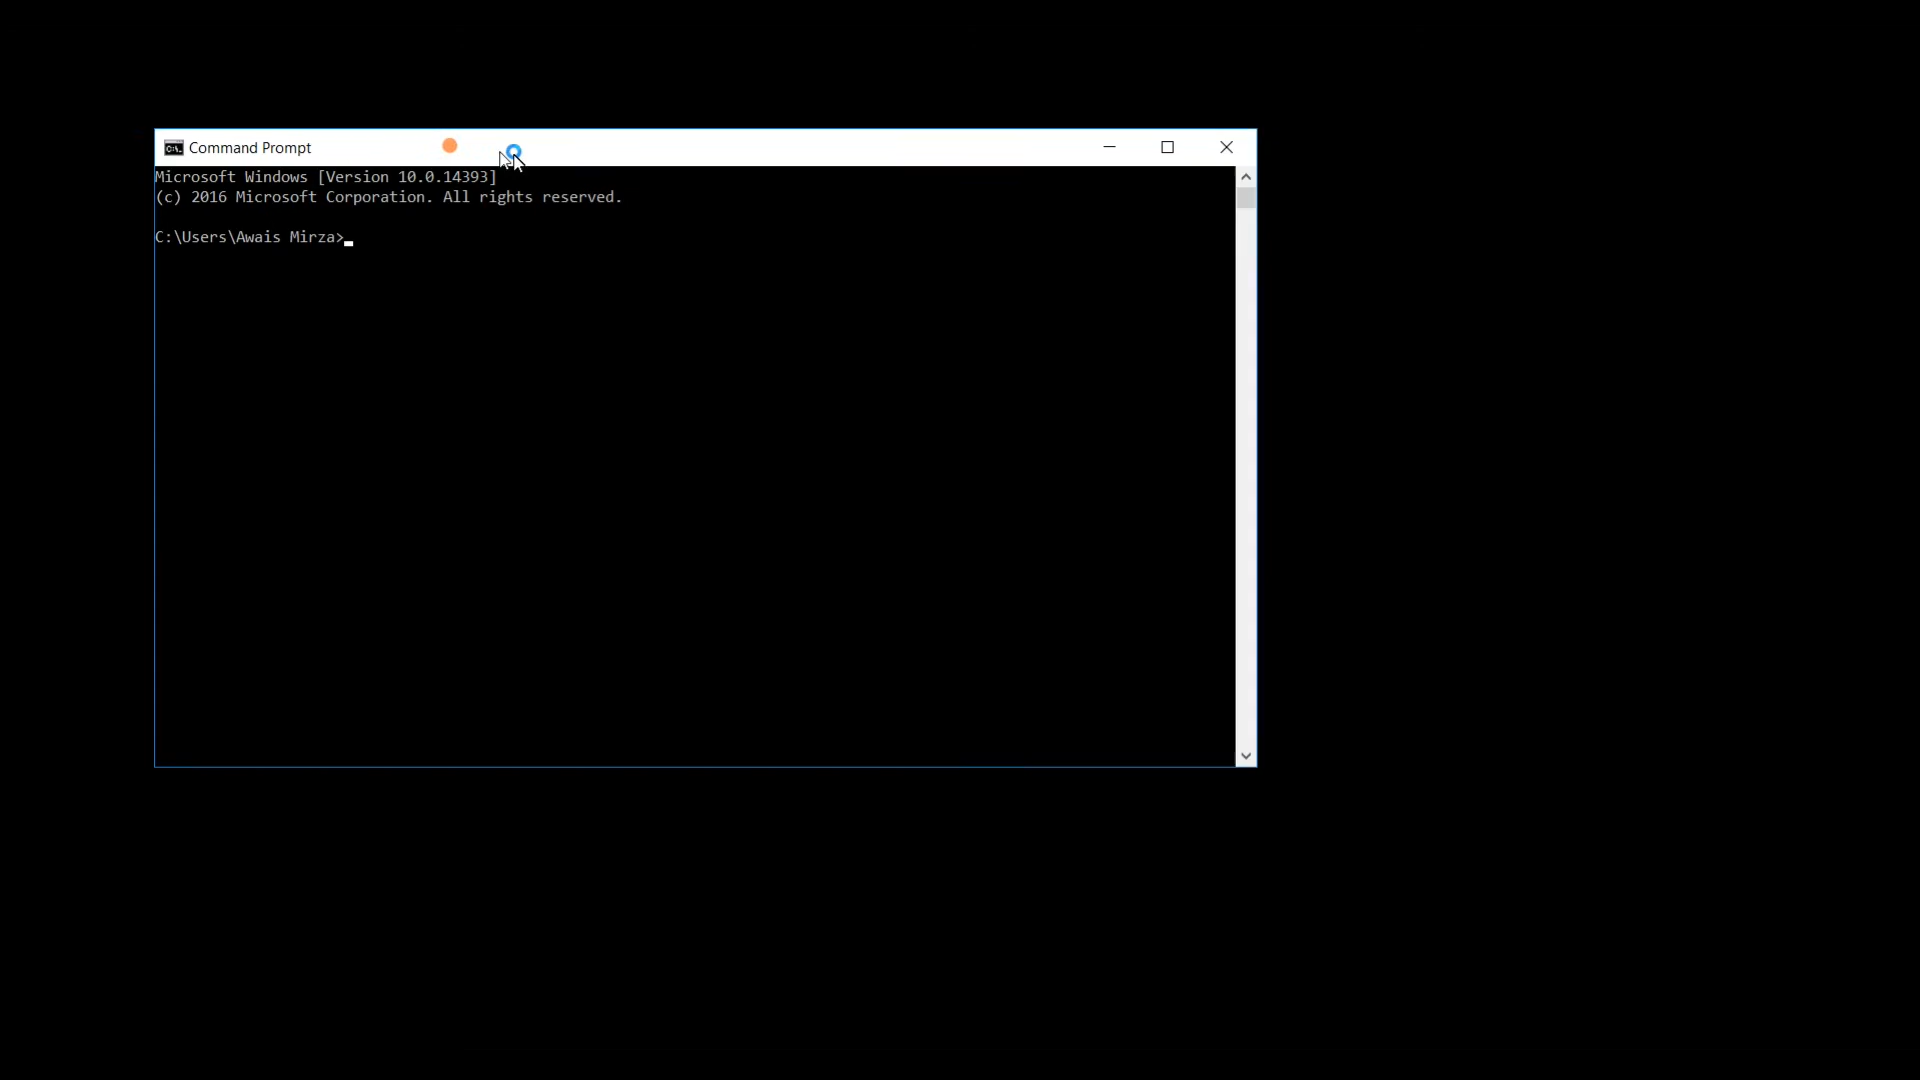 Command Prompt
Microsoft Windows [Version 10.0.14393]
(c) 2016 Microsoft Corporation. All rights reserved.
C:\Users\Awais Mirza>